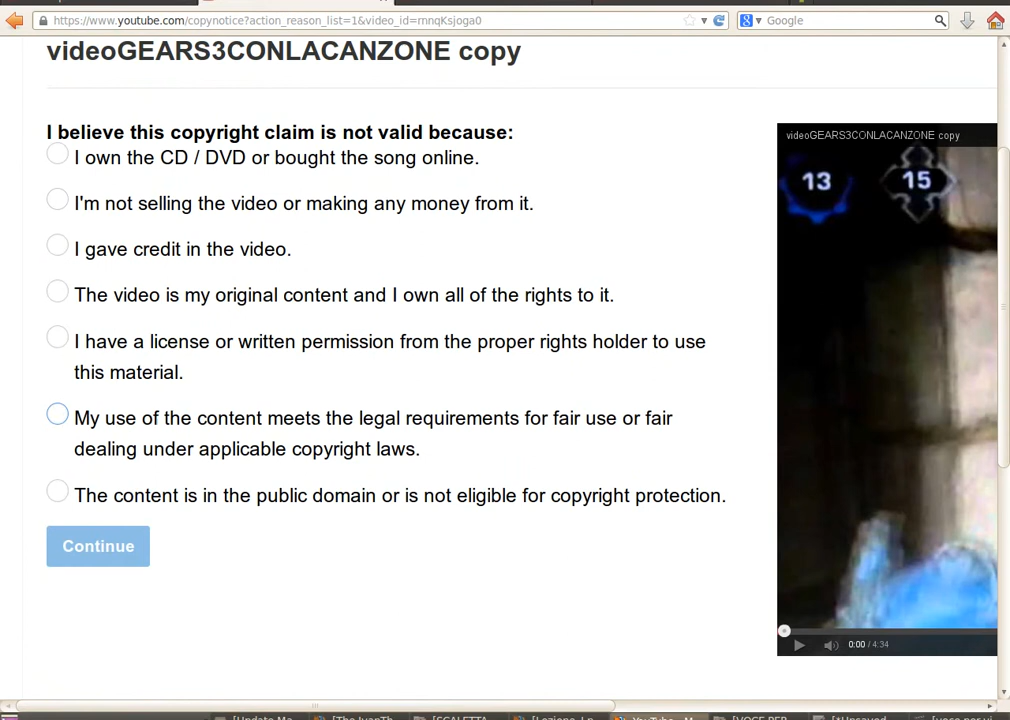 https://www.youtube.com/copynotice?action_reason_list=1&video_id=rnnqKsjoga0
Google
videoGEARS3CONLACANZONE copy
I believe this copyright claim is not valid because:
I own the CD / DVD or bought the song online.
I'm not selling the video or making any money from it.
I gave credit in the video.
The video is my original content and I own all of the rights to it.
I have a license or written permission from the proper rights holder to use
this material.
My use of the content meets the legal requirements for fair use or fair
dealing under applicable copyright laws.
The content is in the public domain or is not eligible for copyright protection.
Continue
videoGEARS3CONLACANZONE copy
13 15
0:00 / 4:34